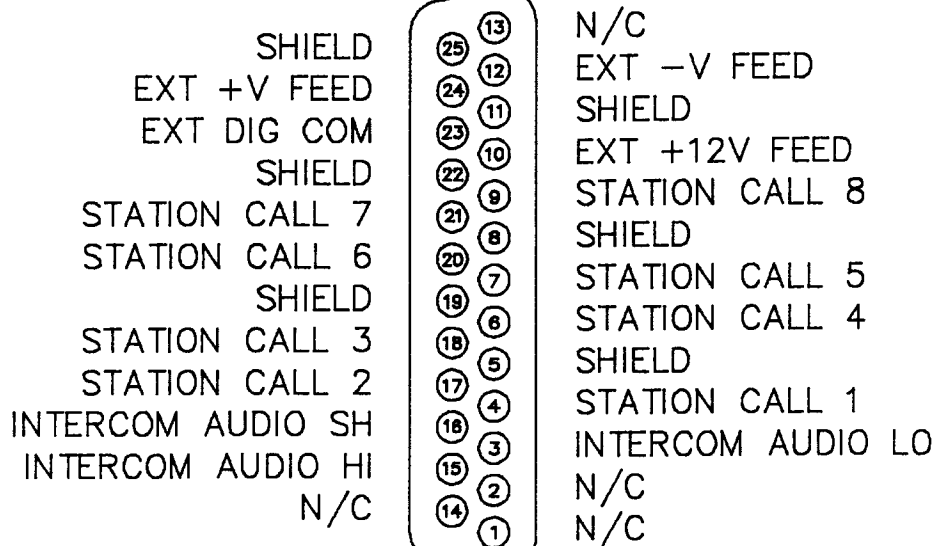 13 N/C
SHIELD 25
12 EXT −V FEED
EXT +V FEED 24
11 SHIELD
EXT DIG COM 23
10 EXT +12V FEED
SHIELD 22
9 STATION CALL 8
STATION CALL 7 21
8 SHIELD
STATION CALL 6 20
7 STATION CALL 5
SHIELD 19
6 STATION CALL 4
STATION CALL 3 18
5 SHIELD
STATION CALL 2 17
4 STATION CALL 1
INTERCOM AUDIO SH 16
3 INTERCOM AUDIO LO
INTERCOM AUDIO HI 15
2 N/C
N/C 14
1 N/C